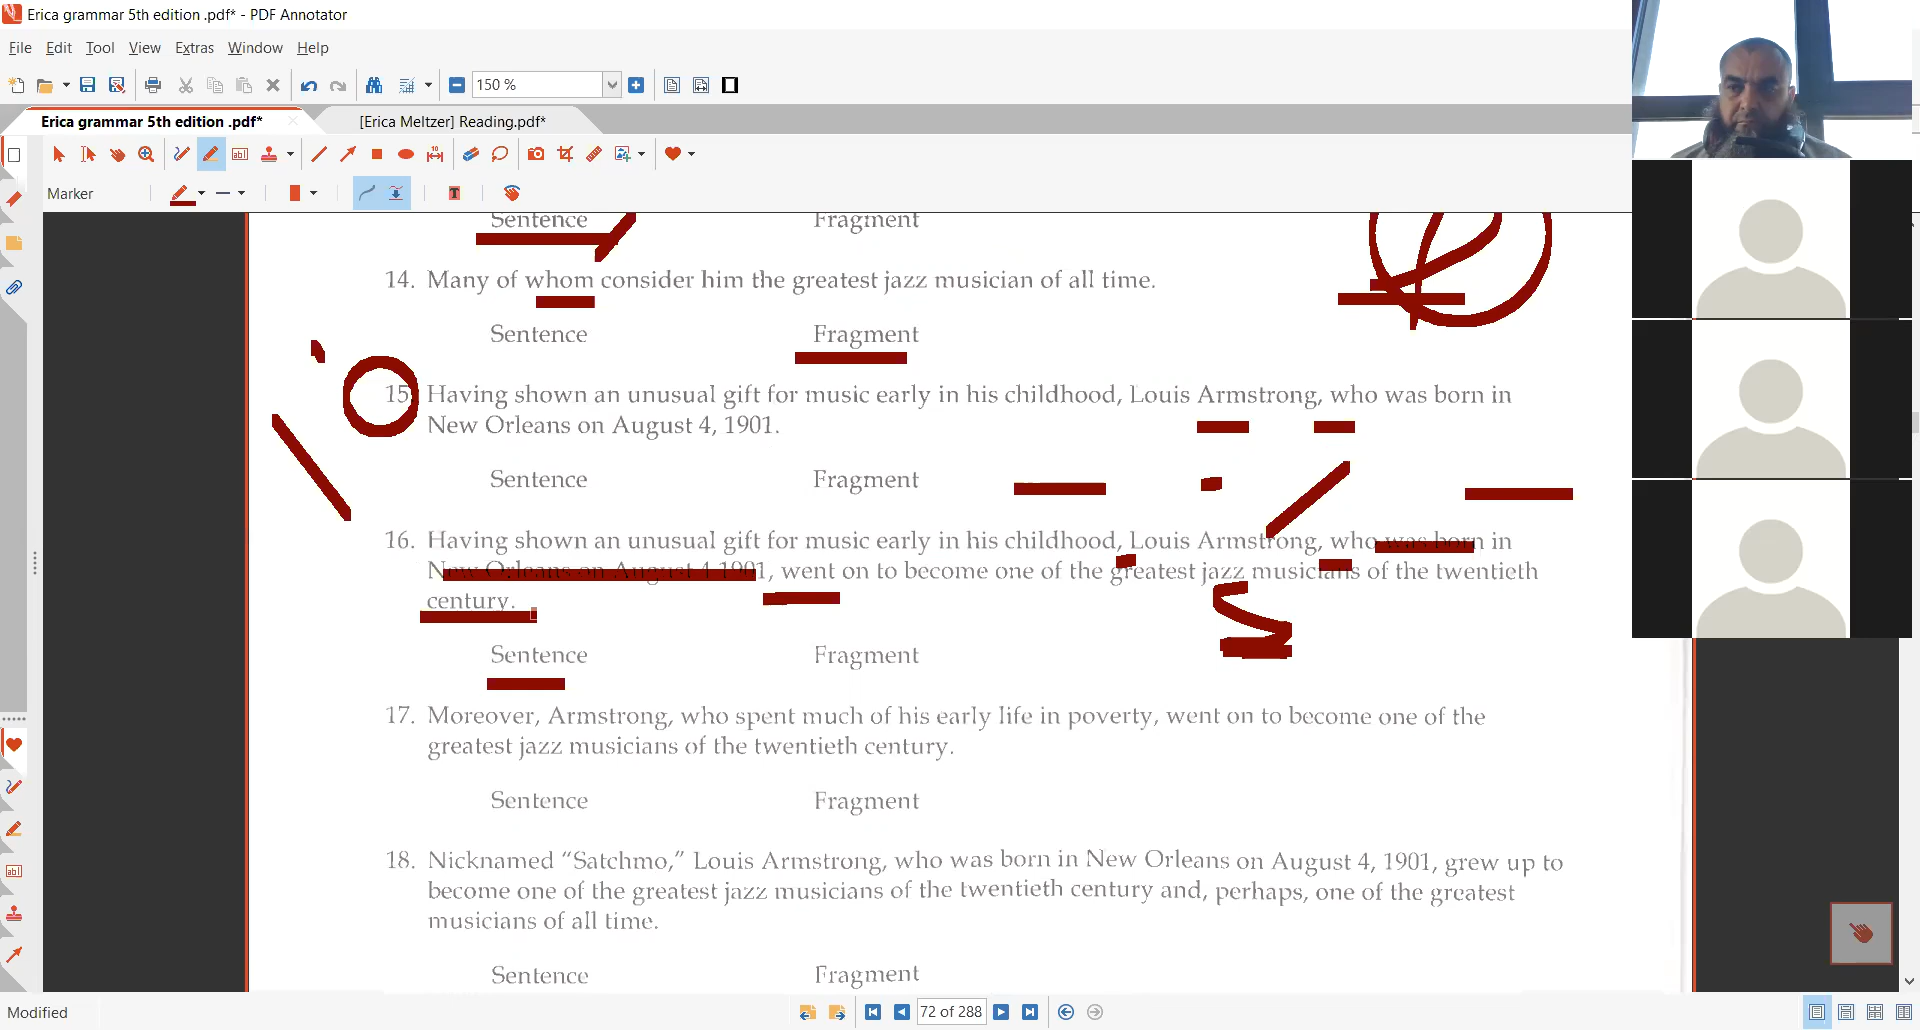 Erica grammar 5th edition .pdf* - PDF Annotator
File Edit Tool View Extras Window Help
150 %
Erica grammar 5th edition .pdf* [Erica Meltzer] Reading.pdf*
Marker
Sentence Fragment
14. Many of whom consider him the greatest jazz musician of all time.
Sentence Fragment
15. Having shown an unusual gift for music early in his childhood, Louis Armstrong, who was born in
New Orleans on August 4, 1901.
Sentence Fragment
16. Having shown an unusual gift for music early in his childhood, Louis Armstrong, who was born in
New Orleans on August 4 1901, went on to become one of the greatest jazz musicians of the twentieth
century.
Sentence Fragment
17. Moreover, Armstrong, who spent much of his early life in poverty, went on to become one of the
greatest jazz musicians of the twentieth century.
Sentence Fragment
18. Nicknamed “Satchmo,” Louis Armstrong, who was born in New Orleans on August 4, 1901, grew up to
become one of the greatest jazz musicians of the twentieth century and, perhaps, one of the greatest
musicians of all time.
Sentence Fragment
Modified 72 of 288